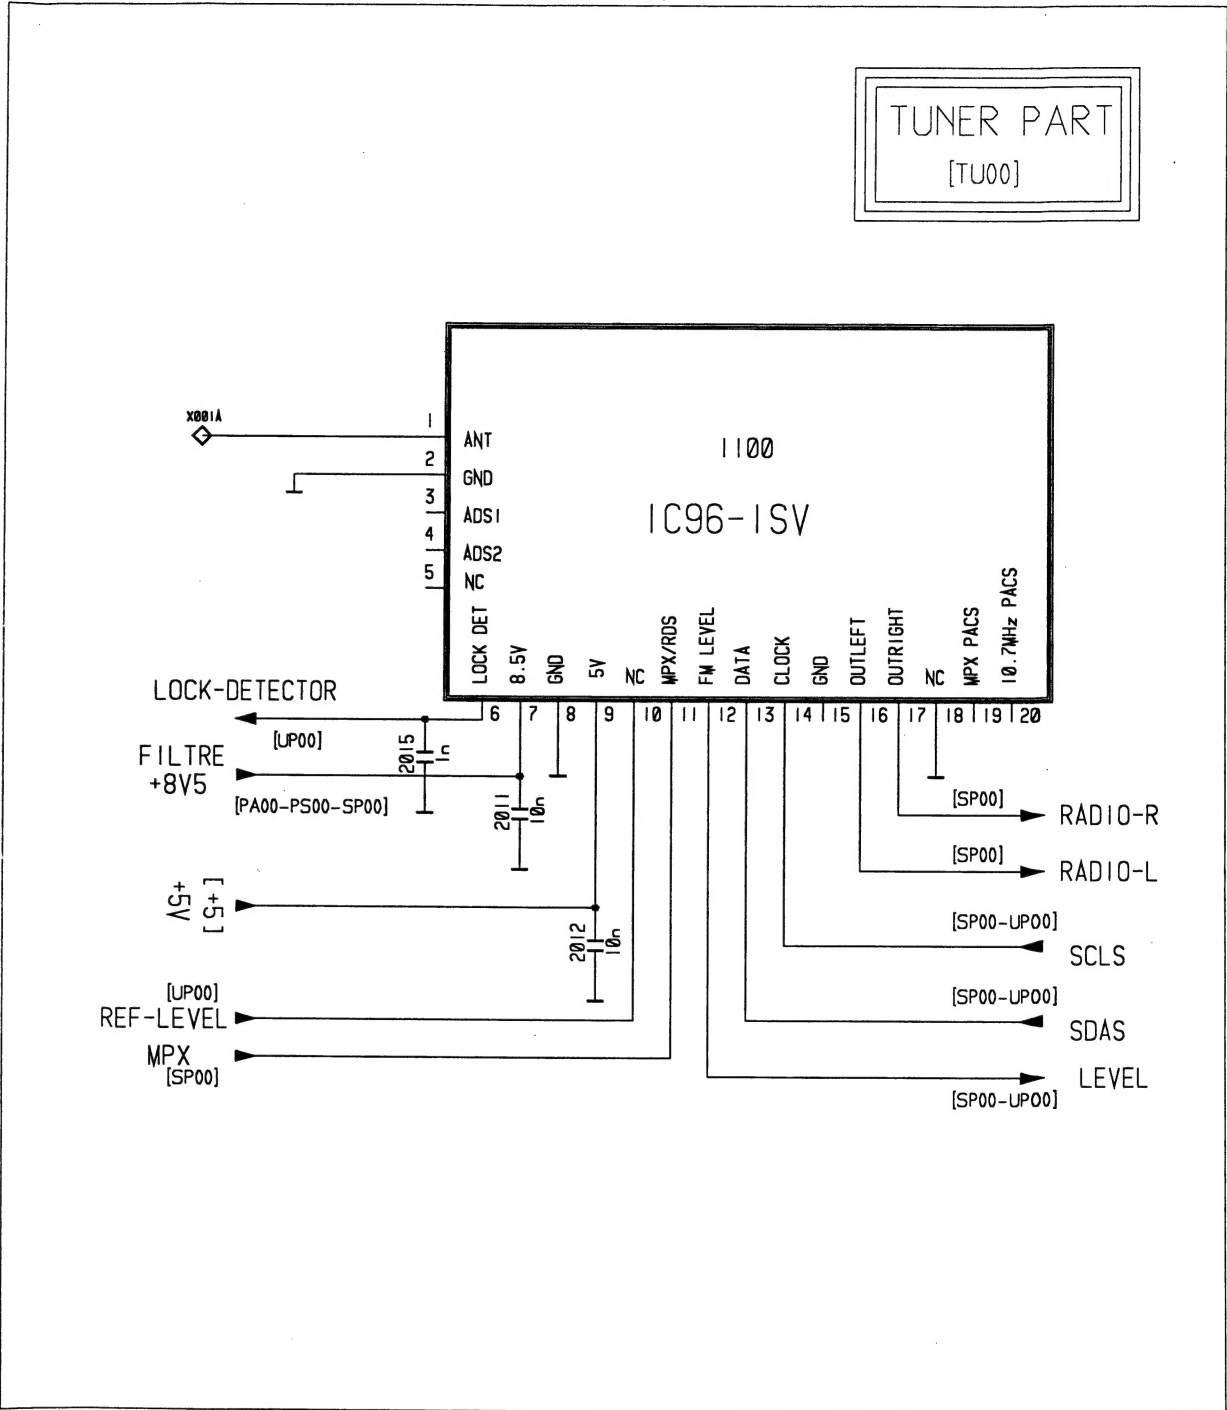 TUNER PART
[TU00]
X001A
1
ANT
2
GND
3
ADS1
4
ADS2
5
NC
1100
IC96-1SV
LOCK DET
8.5V
GND
5V
NC
MPX/RDS
FM LEVEL
DATA
CLOCK
GND
OUTLEFT
OUTRIGHT
NC
MPX PACS
10.7MHz PACS
6 7 8 9 10 11 12 13 14 15 16 17 18 19 20
LOCK-DETECTOR
[UP00]
2015
1n
FILTRE
+8V5
[PA00-PS00-SP00]
2011
10n
[SP00]
RADIO-R
[SP00]
RADIO-L
+5V
[+5]
2012
10n
[SP00-UP00]
SCLS
[UP00]
REF-LEVEL
[SP00-UP00]
SDAS
MPX
[SP00]
LEVEL
[SP00-UP00]